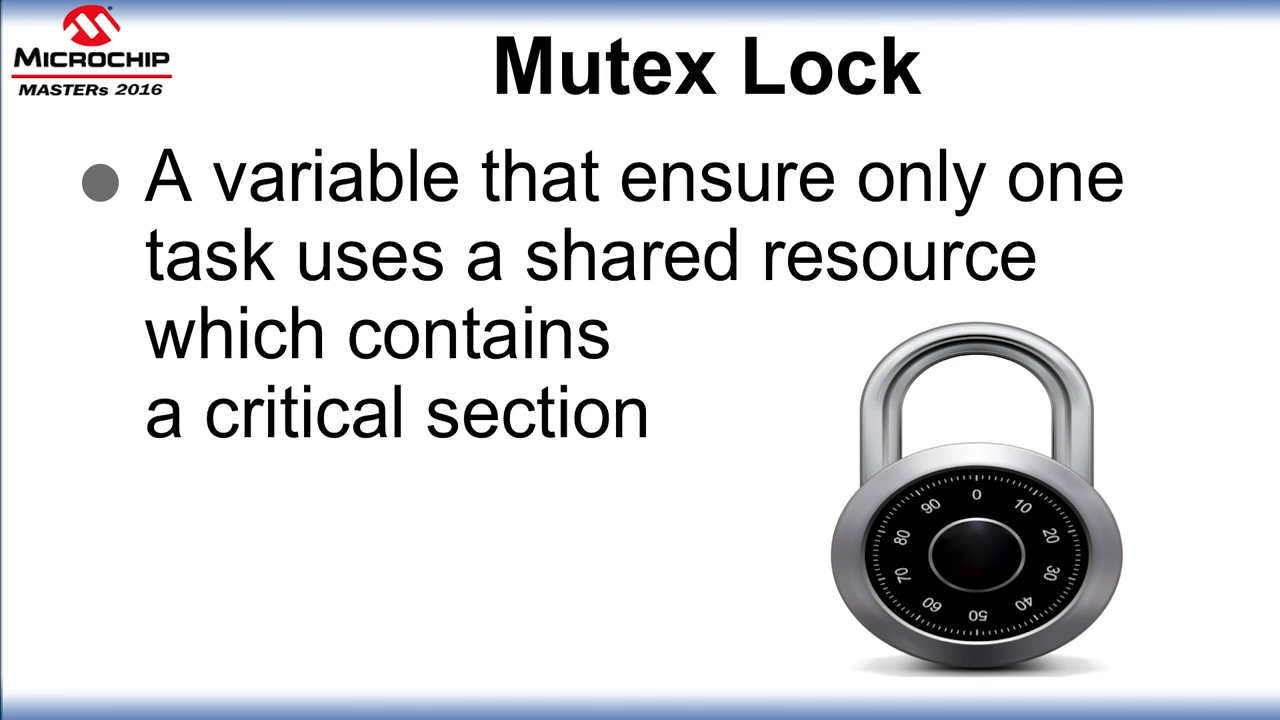 MICROCHIP
MASTERs 2016
Mutex Lock
A variable that ensure only one
task uses a shared resource
which contains
a critical section
0
10
20
30
40
50
60
70
80
90